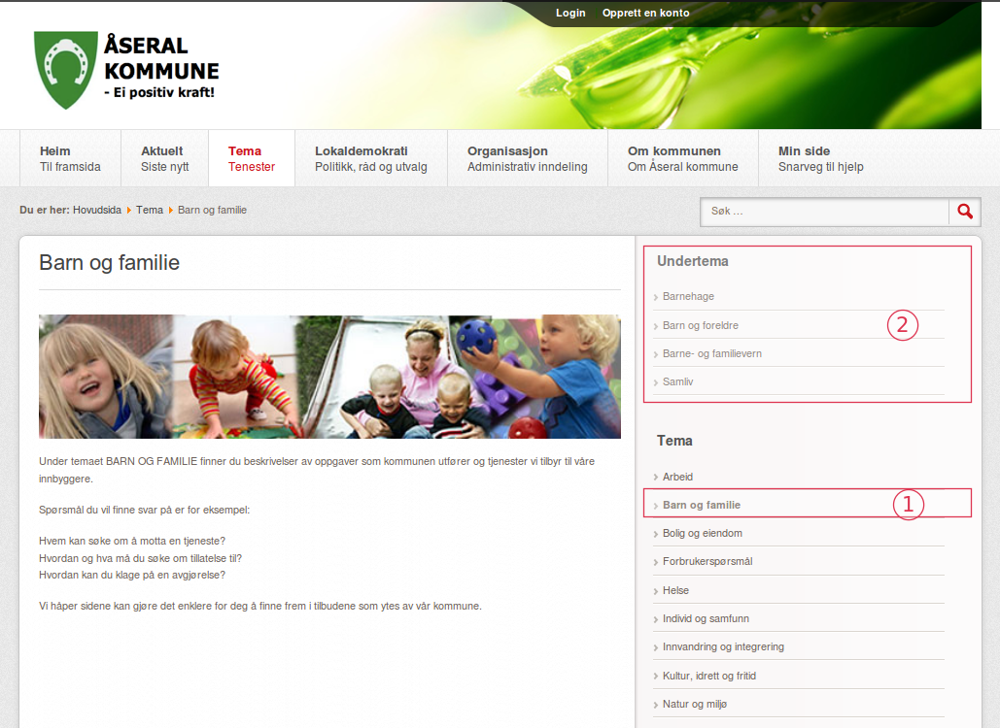 Login Opprett en konto
ÅSERAL
KOMMUNE
- Ei positiv kraft!
Heim
Til framsida
Aktuelt
Siste nytt
Tema
Tenester
Lokaldemokrati
Politikk, råd og utvalg
Organisasjon
Administrativ inndeling
Om kommunen
Om Åseral kommune
Min side
Snarveg til hjelp
Du er her: Hovudsida Tema Barn og familie
Søk ...
Barn og familie
Under temaet BARN OG FAMILIE finner du beskrivelser av oppgaver som kommunen utfører og tjenester vi tilbyr til våre
innbyggere.
Spørsmål du vil finne svar på er for eksempel:
Hvem kan søke om å motta en tjeneste?
Hvordan og hva må du søke om tillatelse til?
Hvordan kan du klage på en avgjørelse?
Vi håper sidene kan gjøre det enklere for deg å finne frem i tilbudene som ytes av vår kommune.
Undertema
Barnehage
Barn og foreldre
2
Barne- og familievern
Samliv
Tema
Arbeid
Barn og familie
1
Bolig og eiendom
Forbrukerspørsmål
Helse
Individ og samfunn
Innvandring og integrering
Kultur, idrett og fritid
Natur og miljø